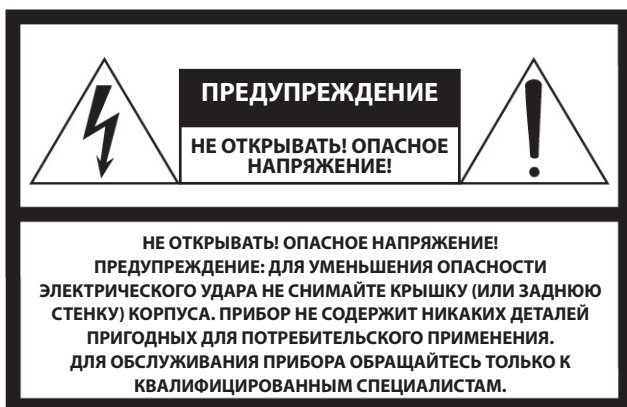 ПРЕДУПРЕЖДЕНИЕ
НЕ ОТКРЫВАТЬ! ОПАСНОЕ
НАПРЯЖЕНИЕ!
НЕ ОТКРЫВАТЬ! ОПАСНОЕ НАПРЯЖЕНИЕ!
ПРЕДУПРЕЖДЕНИЕ: ДЛЯ УМЕНЬШЕНИЯ ОПАСНОСТИ
ЭЛЕКТРИЧЕСКОГО УДАРА НЕ СНИМАЙТЕ КРЫШКУ (ИЛИ ЗАДНЮЮ
СТЕНКУ) КОРПУСА. ПРИБОР НЕ СОДЕРЖИТ НИКАКИХ ДЕТАЛЕЙ
ПРИГОДНЫХ ДЛЯ ПОТРЕБИТЕЛЬСКОГО ПРИМЕНЕНИЯ.
ДЛЯ ОБСЛУЖИВАНИЯ ПРИБОРА ОБРАЩАЙТЕСЬ ТОЛЬКО К
КВАЛИФИЦИРОВАННЫМ СПЕЦИАЛИСТАМ.